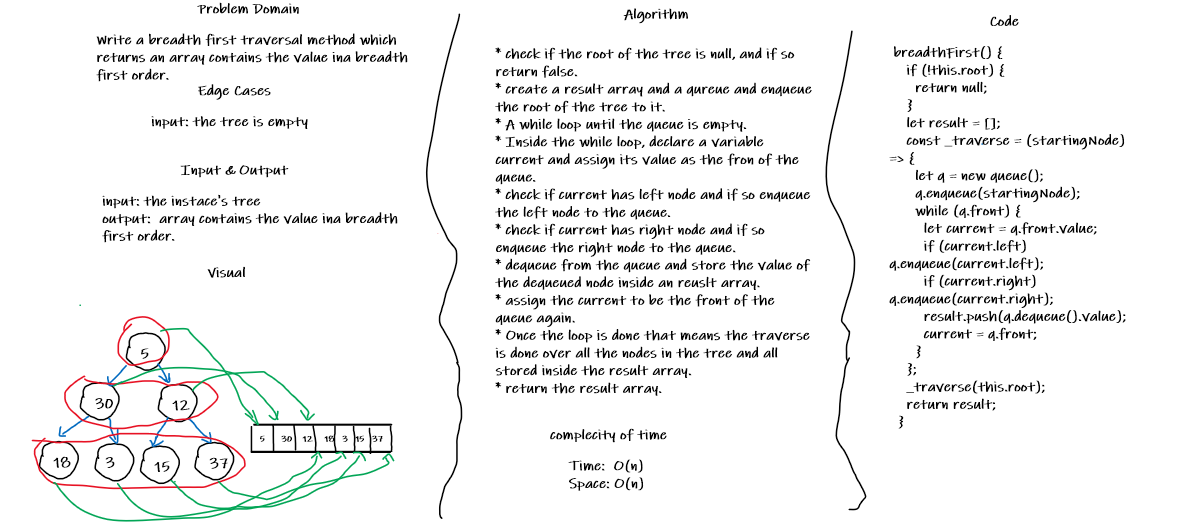 Problem Domain
Write a breadth first traversal method which
returns an array contains the value ina breadth
first order.
Edge Cases
input: the tree is empty
Input & Output
input: the instace's tree
output: array contains the value ina breadth
first order.
Visual
5
30
12
18
3
15
37
5 30 12 18 3 15 37
Algorithm
* check if the root of the tree is null, and if so
return false.
* create a result array and a qureue and enqueue
the root of the tree to it.
* A while loop until the queue is empty.
* Inside the while loop, declare a variable
current and assign its value as the fron of the
queue.
* check if current has left node and if so enqueue
the left node to the queue.
* check if current has right node and if so
enqueue the right node to the queue.
* dequeue from the queue and store the value of
the dequeued node inside an reuslt array.
* assign the current to be the front of the
queue again.
* Once the loop is done that means the traverse
is done over all the nodes in the tree and all
stored inside the result array.
* return the result array.
complecity of time
Time: O(n)
Space: O(n)
Code
breadthFirst() {
if (!this.root) {
return null;
}
let result = [];
const _traverse = (startingNode)
=> {
let q = new queue();
q.enqueue(startingNode);
while (q.front) {
let current = q.front.value;
if (current.left)
q.enqueue(current.left);
if (current.right)
q.enqueue(current.right);
result.push(q.dequeue().value);
current = q.front;
}
};
_traverse(this.root);
return result;
}